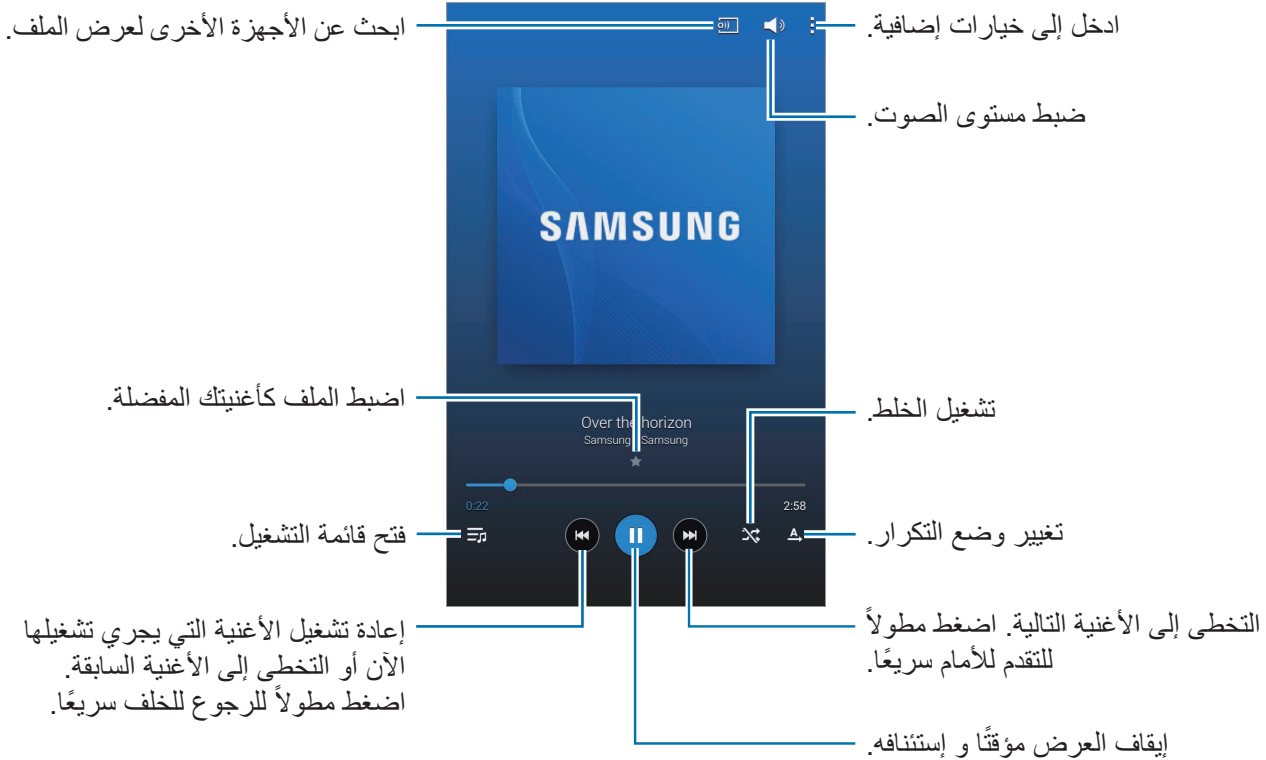 ابحث عن الأجهزة الأخرى لعرض الملف.
ادخل إلى خيارات إضافية.
ضبط مستوى الصوت.
SAMSUNG
اضبط الملف كأغنيتك المفضلة.
تشغيل الخلط.
Over the horizon
Samsung Samsung
0:22
2:58
فتح قائمة التشغيل.
A
تغيير وضع التكرار.
إعادة تشغيل الأغنية التي يجري تشغيلها
الآن أو التخطى إلى الأغنية السابقة.
اضغط مطولاً للرجوع للخلف سريعًا.
التخطى إلى الأغنية التالية. اضغط مطولاً
للتقدم للأمام سريعًا.
إيقاف العرض مؤقتًا و إستئنافه.